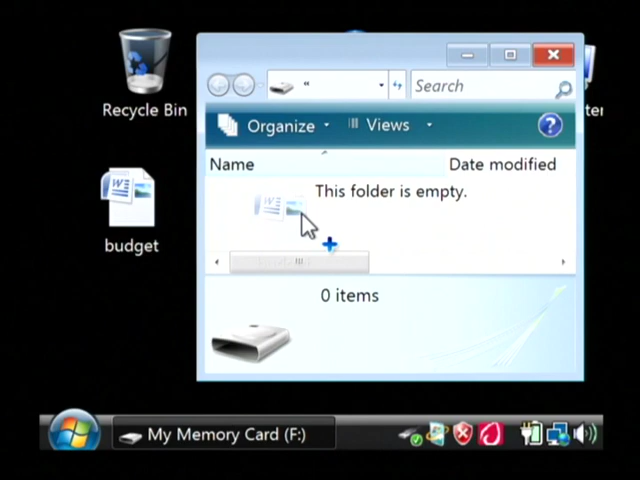 Recycle Bin
budget
«
Search
Organize
Views
?
Name
Date modified
This folder is empty.
0 items
My Memory Card (F:)